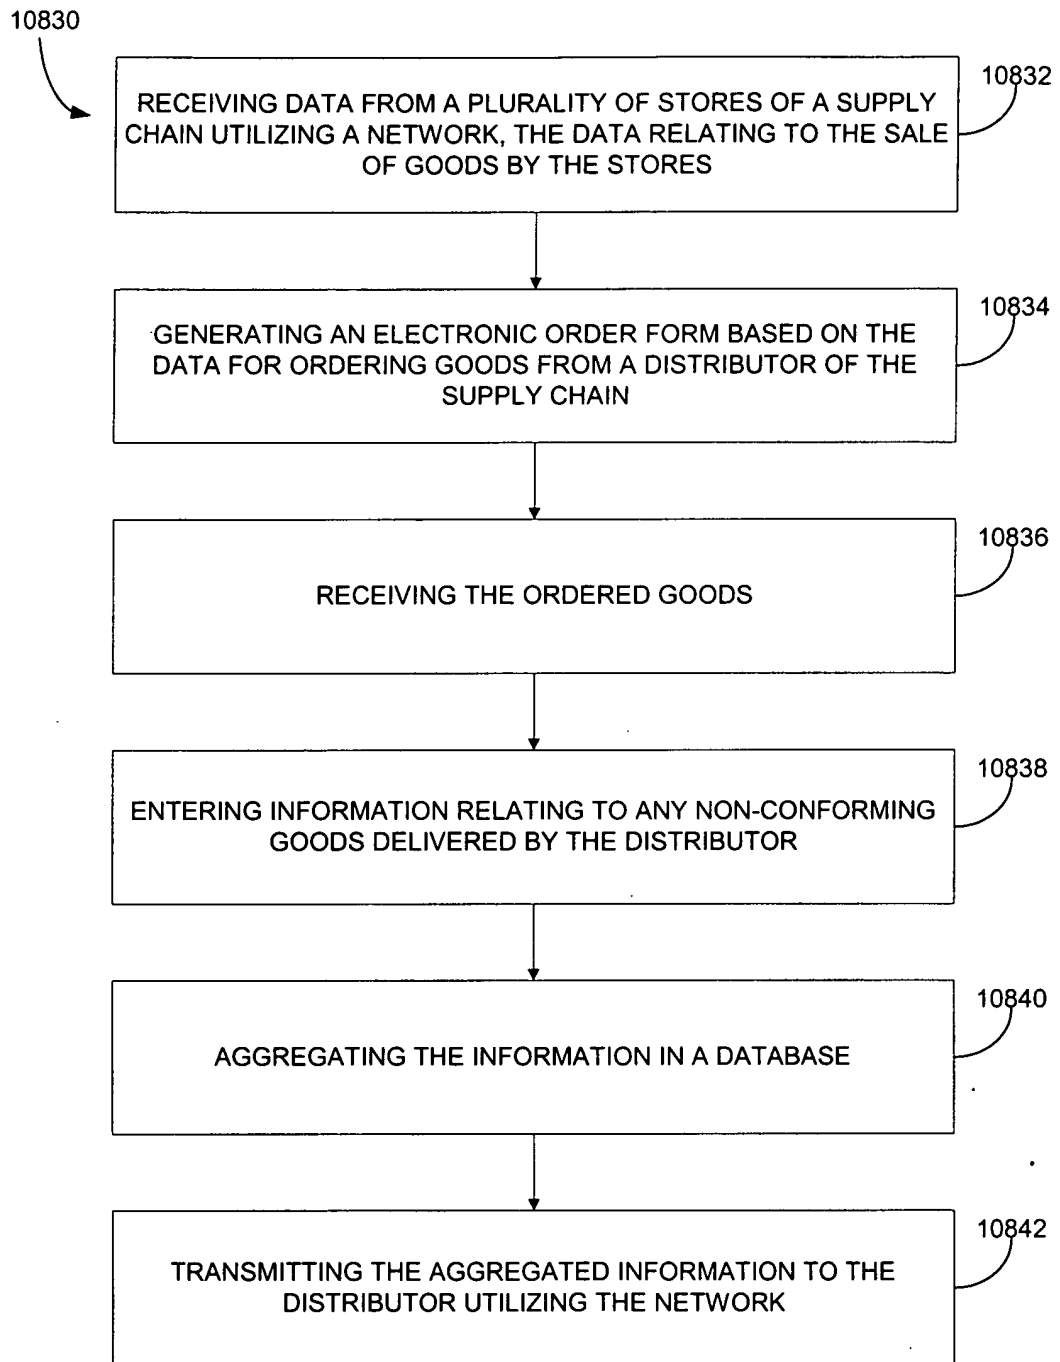 10830
10832
RECEIVING DATA FROM A PLURALITY OF STORES OF A SUPPLY
CHAIN UTILIZING A NETWORK, THE DATA RELATING TO THE SALE
OF GOODS BY THE STORES
10834
GENERATING AN ELECTRONIC ORDER FORM BASED ON THE
DATA FOR ORDERING GOODS FROM A DISTRIBUTOR OF THE
SUPPLY CHAIN
10836
RECEIVING THE ORDERED GOODS
10838
ENTERING INFORMATION RELATING TO ANY NON-CONFORMING
GOODS DELIVERED BY THE DISTRIBUTOR
10840
AGGREGATING THE INFORMATION IN A DATABASE
10842
TRANSMITTING THE AGGREGATED INFORMATION TO THE
DISTRIBUTOR UTILIZING THE NETWORK